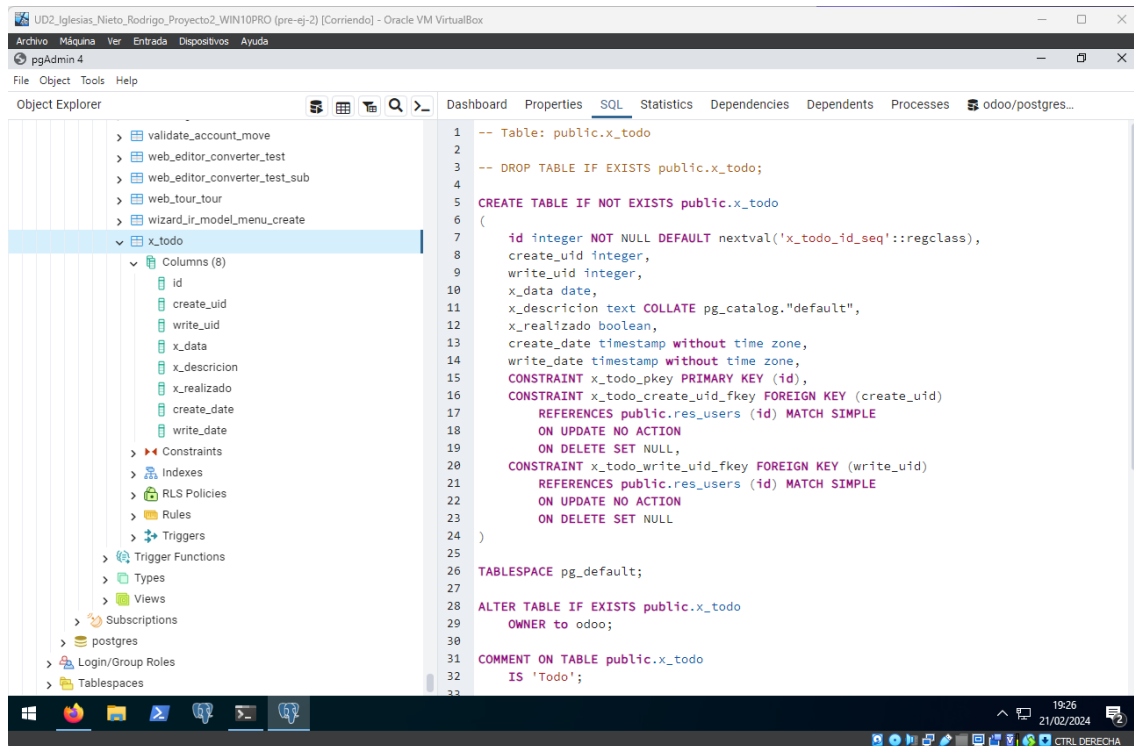 UD2_Iglesias_Nieto_Rodrigo_Proyecto2_WIN10PRO (pre-ej-2) [Corriendo] - Oracle VM VirtualBox
Archivo Máquina Ver Entrada Dispositivos Ayuda
pgAdmin 4
File Object Tools Help
Object Explorer
Dashboard Properties SQL Statistics Dependencies Dependents Processes odoo/postgres...
validate_account_move
web_editor_converter_test
web_editor_converter_test_sub
web_tour_tour
wizard_ir_model_menu_create
x_todo
Columns (8)
id
create_uid
write_uid
x_data
x_descricion
x_realizado
create_date
write_date
Constraints
Indexes
RLS Policies
Rules
Triggers
Trigger Functions
Types
Views
Subscriptions
postgres
Login/Group Roles
Tablespaces
1 -- Table: public.x_todo
2
3 -- DROP TABLE IF EXISTS public.x_todo;
4
5 CREATE TABLE IF NOT EXISTS public.x_todo
6 (
7 id integer NOT NULL DEFAULT nextval('x_todo_id_seq'::regclass),
8 create_uid integer,
9 write_uid integer,
10 x_data date,
11 x_descricion text COLLATE pg_catalog."default",
12 x_realizado boolean,
13 create_date timestamp without time zone,
14 write_date timestamp without time zone,
15 CONSTRAINT x_todo_pkey PRIMARY KEY (id),
16 CONSTRAINT x_todo_create_uid_fkey FOREIGN KEY (create_uid)
17 REFERENCES public.res_users (id) MATCH SIMPLE
18 ON UPDATE NO ACTION
19 ON DELETE SET NULL,
20 CONSTRAINT x_todo_write_uid_fkey FOREIGN KEY (write_uid)
21 REFERENCES public.res_users (id) MATCH SIMPLE
22 ON UPDATE NO ACTION
23 ON DELETE SET NULL
24 )
25
26 TABLESPACE pg_default;
27
28 ALTER TABLE IF EXISTS public.x_todo
29 OWNER to odoo;
30
31 COMMENT ON TABLE public.x_todo
32 IS 'Todo';
33
19:26
21/02/2024
2
CTRL DERECHA